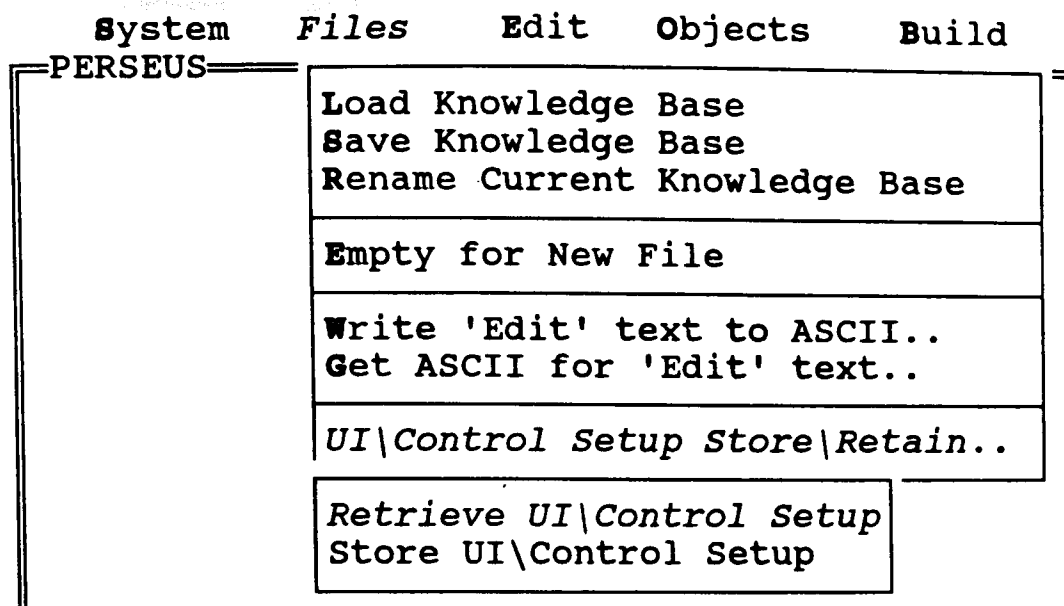 System Files Edit Objects Build
PERSEUS
Load Knowledge Base
Save Knowledge Base
Rename Current Knowledge Base
Empty for New File
Write 'Edit' text to ASCII..
Get ASCII for 'Edit' text..
UI\Control Setup Store\Retain..
Retrieve UI\Control Setup
Store UI\Control Setup